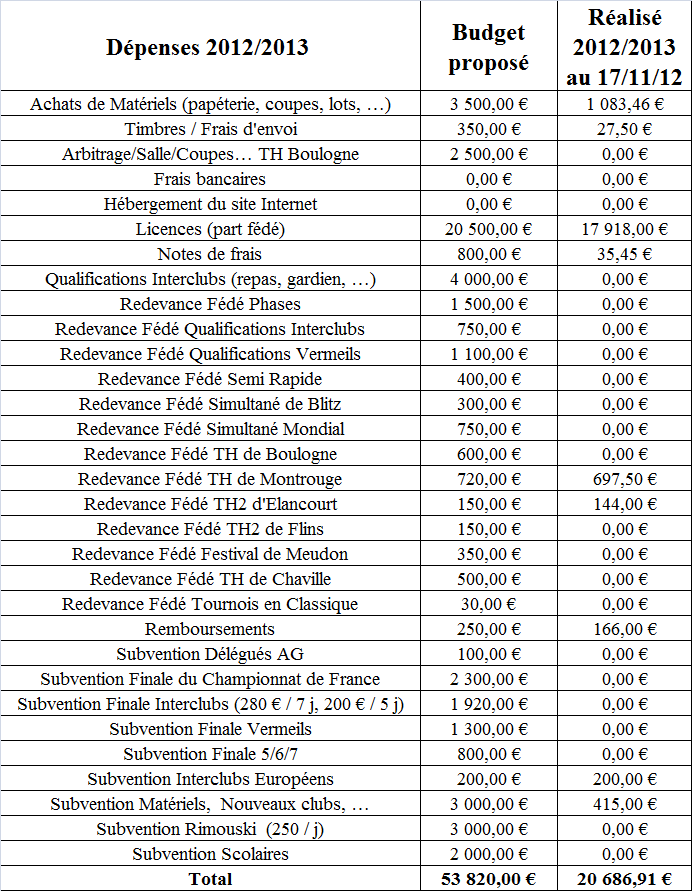 Dépenses 2012/2013 Budget proposé Réalisé 2012/2013 au 17/11/12
Achats de Matériels (papéterie, coupes, lots, …) 3 500,00 € 1 083,46 €
Timbres / Frais d'envoi 350,00 € 27,50 €
Arbitrage/Salle/Coupes… TH Boulogne 2 500,00 € 0,00 €
Frais bancaires 0,00 € 0,00 €
Hébergement du site Internet 0,00 € 0,00 €
Licences (part fédé) 20 500,00 € 17 918,00 €
Notes de frais 800,00 € 35,45 €
Qualifications Interclubs (repas, gardien, …) 4 000,00 € 0,00 €
Redevance Fédé Phases 1 500,00 € 0,00 €
Redevance Fédé Qualifications Interclubs 750,00 € 0,00 €
Redevance Fédé Qualifications Vermeils 1 100,00 € 0,00 €
Redevance Fédé Semi Rapide 400,00 € 0,00 €
Redevance Fédé Simultané de Blitz 300,00 € 0,00 €
Redevance Fédé Simultané Mondial 750,00 € 0,00 €
Redevance Fédé TH de Boulogne 600,00 € 0,00 €
Redevance Fédé TH de Montrouge 720,00 € 697,50 €
Redevance Fédé TH2 d'Elancourt 150,00 € 144,00 €
Redevance Fédé TH2 de Flins 150,00 € 0,00 €
Redevance Fédé Festival de Meudon 350,00 € 0,00 €
Redevance Fédé TH de Chaville 500,00 € 0,00 €
Redevance Fédé Tournois en Classique 30,00 € 0,00 €
Remboursements 250,00 € 166,00 €
Subvention Délégués AG 100,00 € 0,00 €
Subvention Finale du Championnat de France 2 300,00 € 0,00 €
Subvention Finale Interclubs (280 € / 7 j, 200 € / 5 j) 1 920,00 € 0,00 €
Subvention Finale Vermeils 1 300,00 € 0,00 €
Subvention Finale 5/6/7 800,00 € 0,00 €
Subvention Interclubs Européens 200,00 € 200,00 €
Subvention Matériels, Nouveaux clubs, … 3 000,00 € 415,00 €
Subvention Rimouski (250 / j) 3 000,00 € 0,00 €
Subvention Scolaires 2 000,00 € 0,00 €
Total 53 820,00 € 20 686,91 €